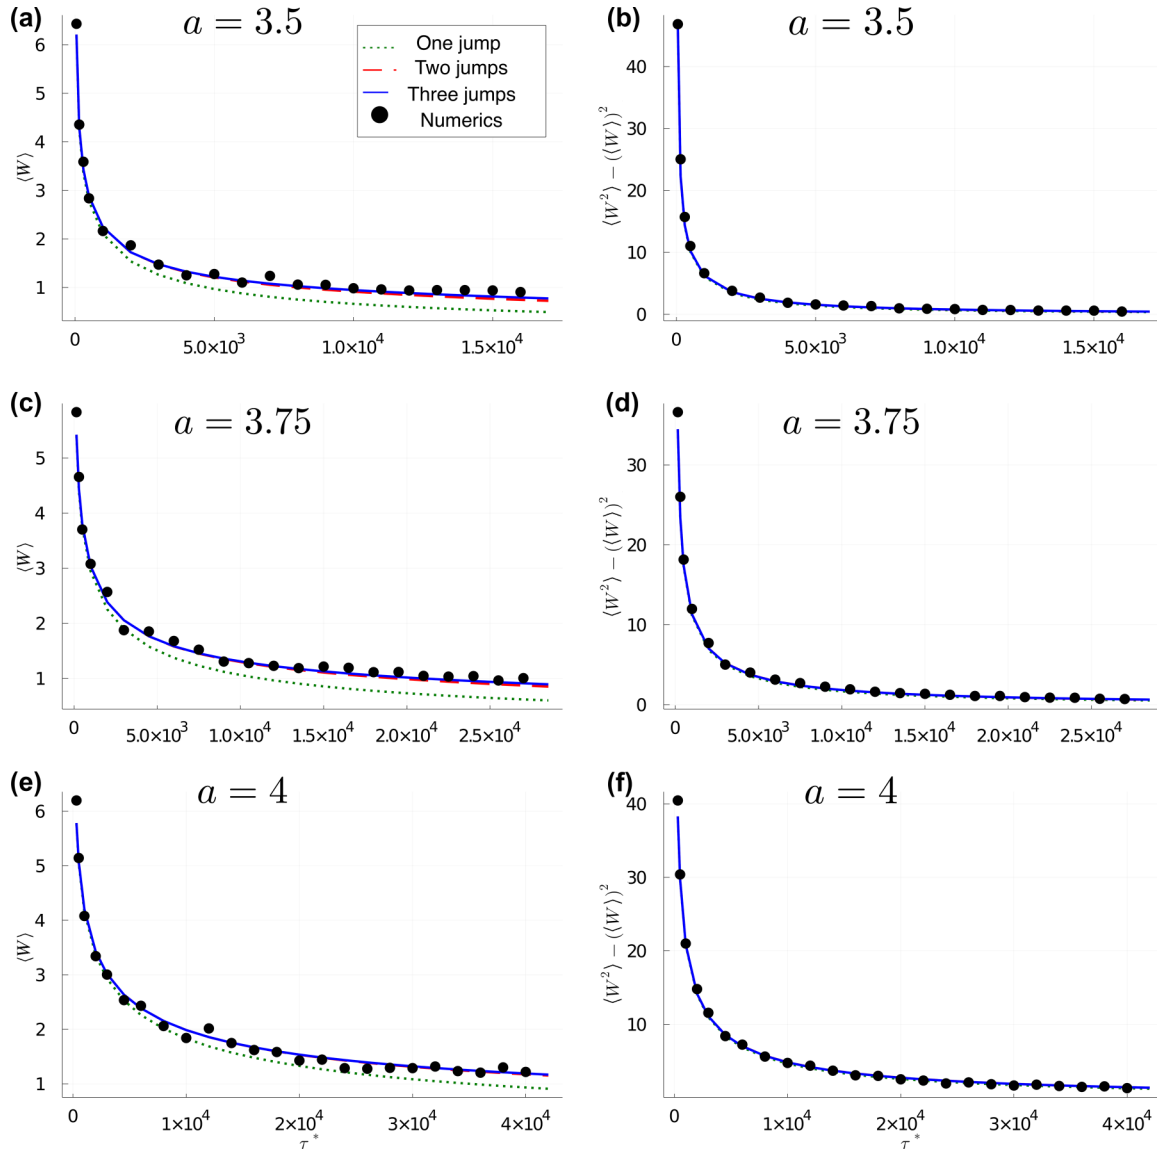 (a)
a = 3.5
6
5
4
3
2
1
⟨W⟩
One jump
Two jumps
Three jumps
Numerics
0
5.0×10³
1.0×10⁴
1.5×10⁴
(b)
a = 3.5
40
30
20
10
0
⟨W²⟩ − (⟨W⟩)²
0
5.0×10³
1.0×10⁴
1.5×10⁴
(c)
a = 3.75
5
4
3
2
1
⟨W⟩
0
5.0×10³
1.0×10⁴
1.5×10⁴
2.0×10⁴
2.5×10⁴
(d)
a = 3.75
30
20
10
0
⟨W²⟩ − (⟨W⟩)²
0
5.0×10³
1.0×10⁴
1.5×10⁴
2.0×10⁴
2.5×10⁴
(e)
a = 4
6
5
4
3
2
1
⟨W⟩
0
1×10⁴
2×10⁴
3×10⁴
4×10⁴
τ*
(f)
a = 4
40
30
20
10
⟨W²⟩ − (⟨W⟩)²
0
1×10⁴
2×10⁴
3×10⁴
4×10⁴
τ*